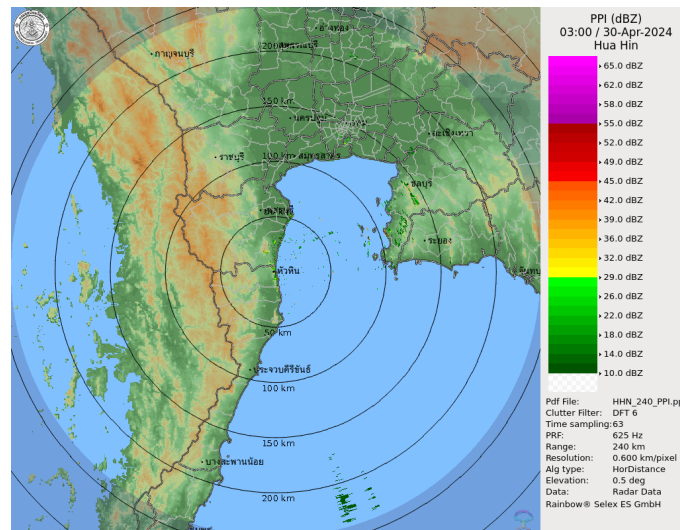 PPI (dBZ)
03:00 / 30-Apr-2024
Hua Hin
65.0 dBZ
62.0 dBZ
58.0 dBZ
55.0 dBZ
52.0 dBZ
49.0 dBZ
45.0 dBZ
42.0 dBZ
39.0 dBZ
36.0 dBZ
32.0 dBZ
29.0 dBZ
26.0 dBZ
22.0 dBZ
18.0 dBZ
14.0 dBZ
10.0 dBZ
Pdf File: HHN_240_PPI.p
Clutter Filter: DFT 6
Time sampling:63
PRF: 625 Hz
Range: 240 km
Resolution: 0.600 km/pixel
Alg type: HorDistance
Elevation: 0.5 deg
Data: Radar Data
Rainbow® Selex ES GmbH
อ่างทอง
กาญจนบุรี
150 km
นครปฐม
ฉะเชิงเทรา
ราชบุรี
100 km
สมุทรสาคร
ชลบุรี
ระยอง
หัวหิน
50 km
ประจวบคีรีขันธ์
100 km
150 km
บางสะพานน้อย
200 km